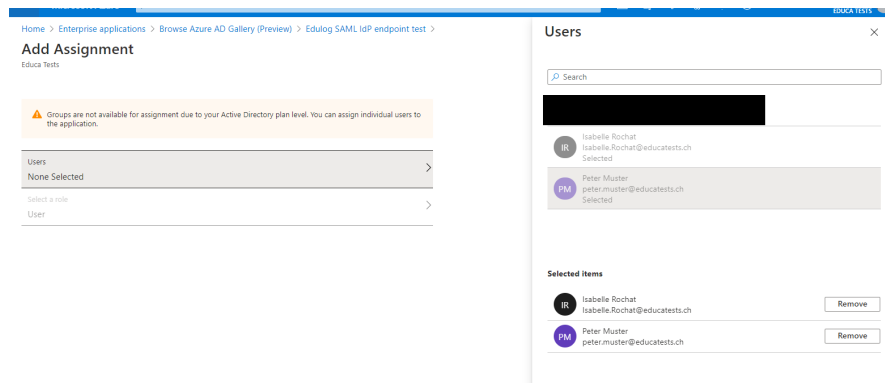 EDUCA TESTS
Home > Enterprise applications > Browse Azure AD Gallery (Preview) > Edulog SAML IdP endpoint test >
Add Assignment
Educa Tests
Groups are not available for assignment due to your Active Directory plan level. You can assign individual users to
the application.
Users
None Selected
Select a role
User
Users
Search
IR
Isabelle Rochat
Isabelle.Rochat@educatests.ch
Selected
PM
Peter Muster
peter.muster@educatests.ch
Selected
Selected items
IR
Isabelle Rochat
Isabelle.Rochat@educatests.ch
Remove
PM
Peter Muster
peter.muster@educatests.ch
Remove